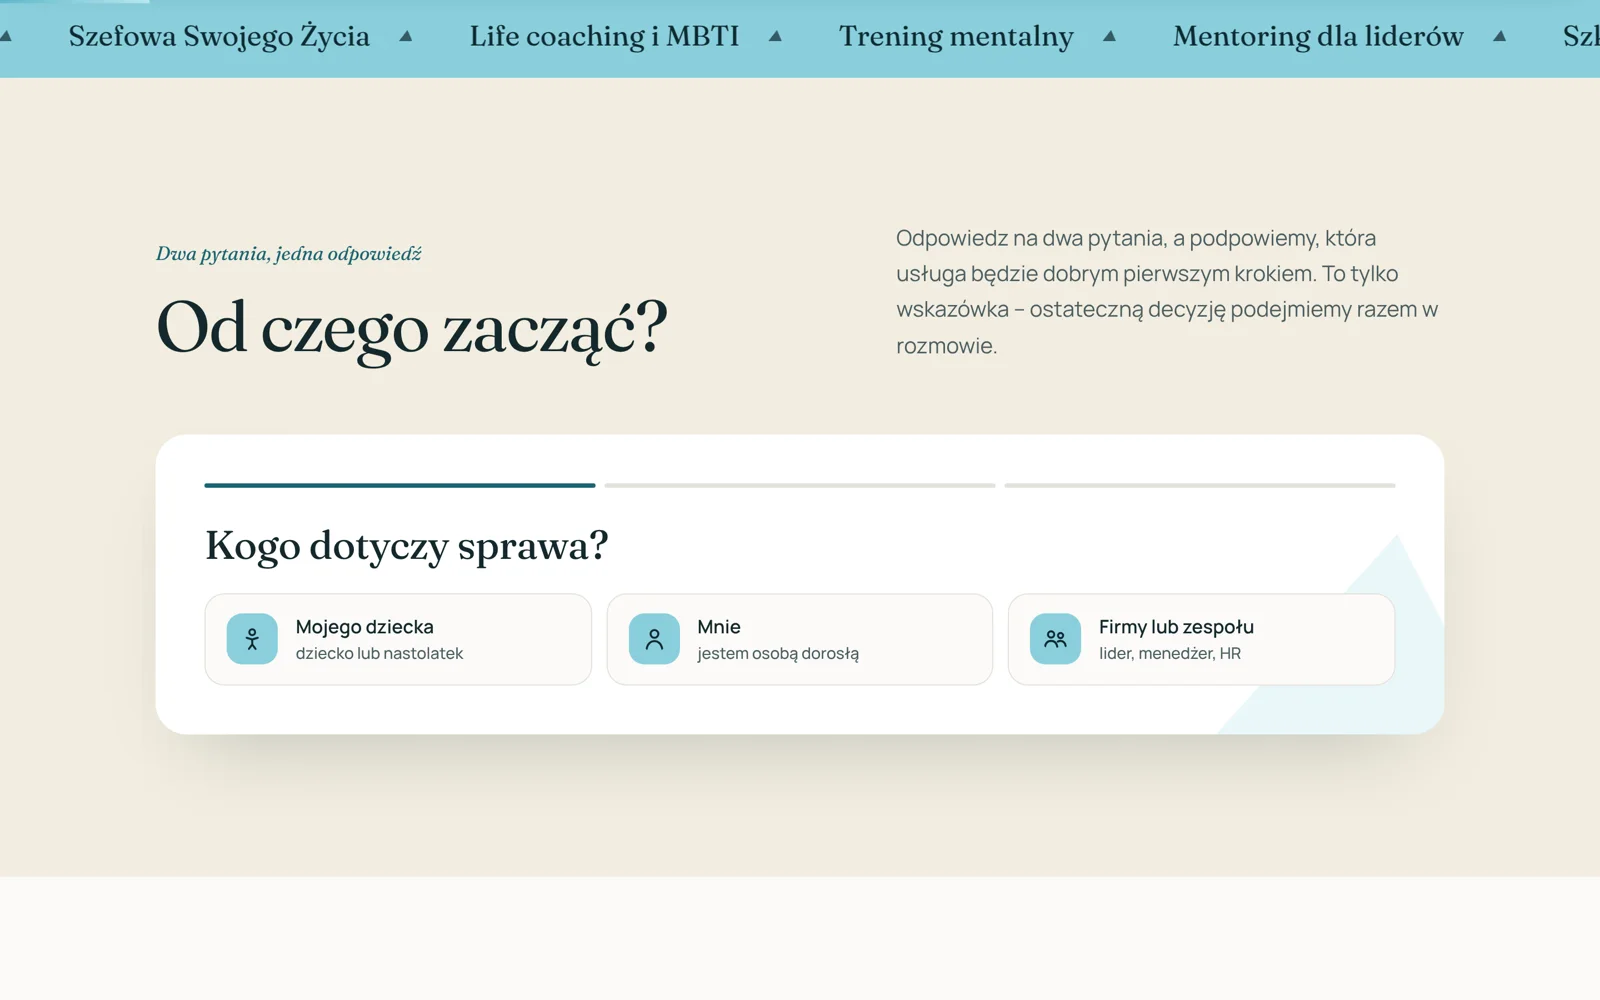 Szefowa Swojego Życia ▲ Life coaching i MBTI ▲ Trening mentalny ▲ Mentoring dla liderów ▲
Dwa pytania, jedna odpowiedź
Od czego zacząć?
Odpowiedz na dwa pytania, a podpowiemy, która
usługa będzie dobrym pierwszym krokiem. To tylko
wskazówka – ostateczną decyzję podejmiemy razem w
rozmowie.
Kogo dotyczy sprawa?
Mojego dziecka
dziecko lub nastolatek
Mnie
jestem osobą dorosłą
Firmy lub zespołu
lider, menedżer, HR